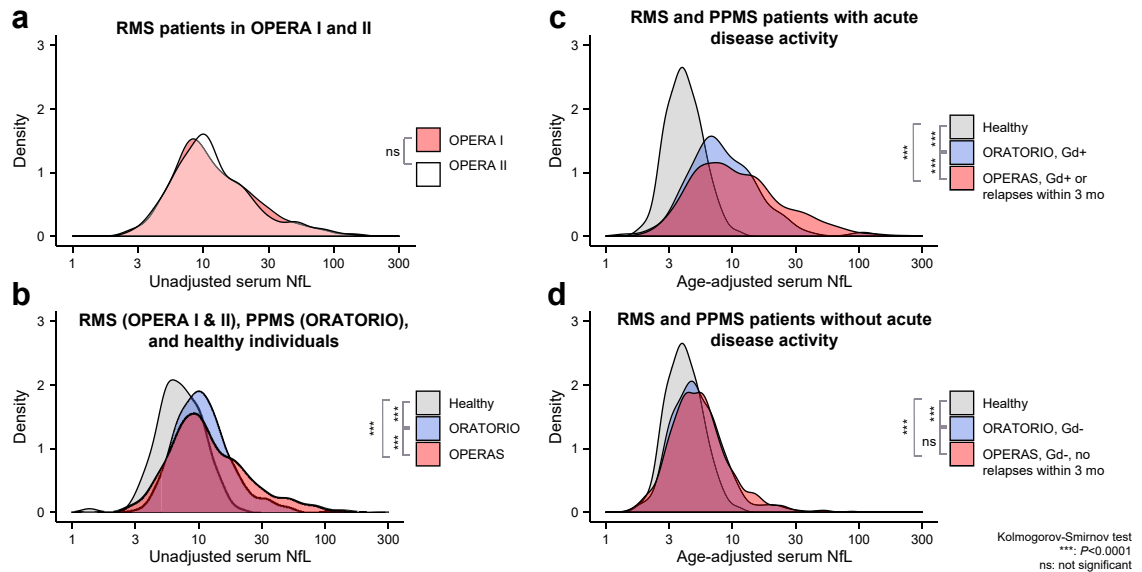 a
RMS patients in OPERA I and II
3
2
1
0
Density
1 3 10 30 100 300
Unadjusted serum NfL
ns
OPERA I
OPERA II
b
RMS (OPERA I & II), PPMS (ORATORIO),
and healthy individuals
3
2
1
0
Density
1 3 10 30 100 300
Unadjusted serum NfL
***
***
***
Healthy
ORATORIO
OPERAS
c
RMS and PPMS patients with acute
disease activity
3
2
1
0
Density
1 3 10 30 100 300
Age-adjusted serum NfL
***
***
***
Healthy
ORATORIO, Gd+
OPERAS, Gd+ or
relapses within 3 mo
d
RMS and PPMS patients without acute
disease activity
3
2
1
0
Density
1 3 10 30 100 300
Age-adjusted serum NfL
***
***
ns
Healthy
ORATORIO, Gd-
OPERAS, Gd-, no
relapses within 3 mo
Kolmogorov-Smirnov test
***: P<0.0001
ns: not significant